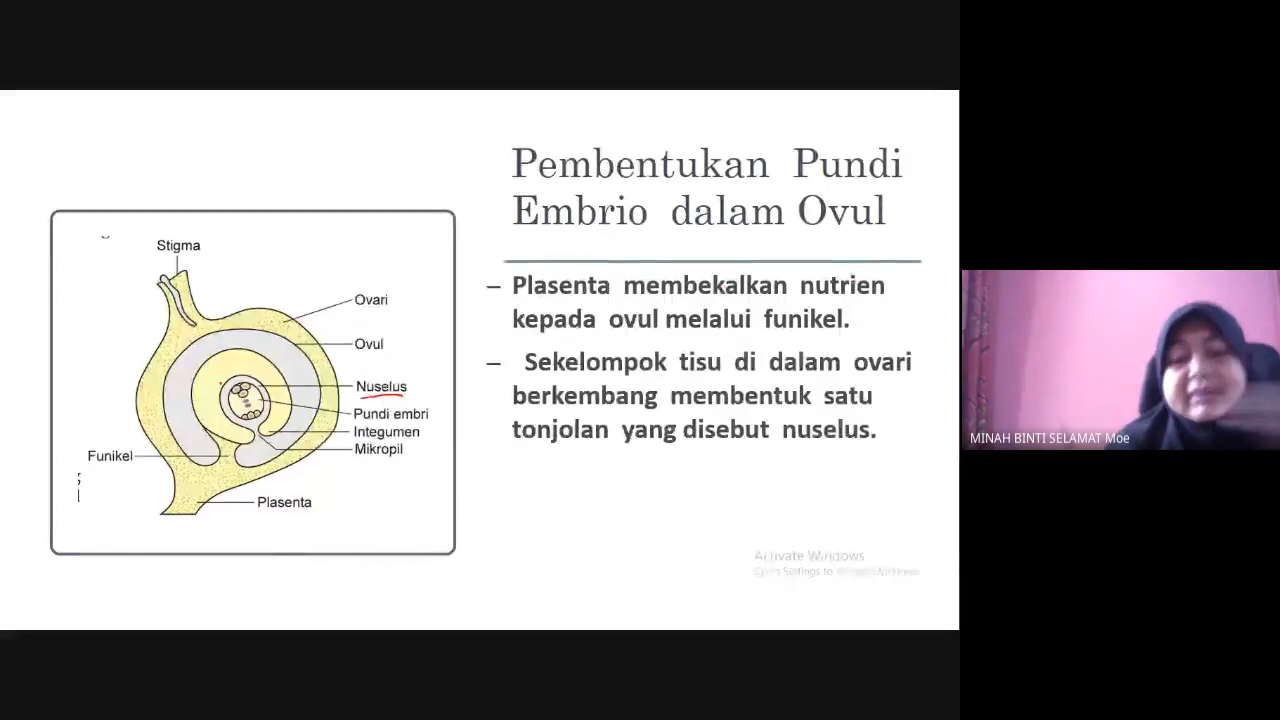 Pembentukan Pundi
Embrio dalam Ovul
– Plasenta membekalkan nutrien
kepada ovul melalui funikel.
– Sekelompok tisu di dalam ovari
berkembang membentuk satu
tonjolan yang disebut nuselus.
Stigma
Ovari
Ovul
Nuselus
Pundi embri
Integumen
Mikropil
Funikel
Plasenta
Activate Windows
Settings to
MINAH BINTI SELAMAT Moe